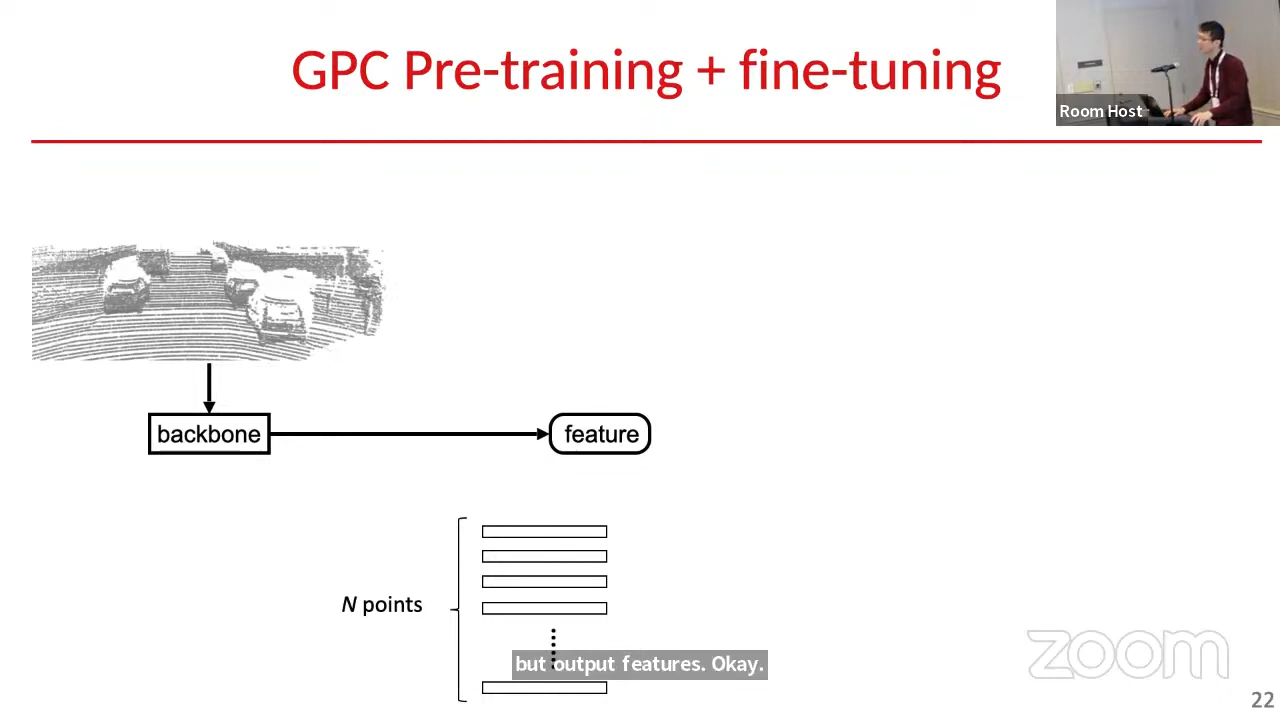 GPC Pre-training + fine-tuning
Room Host
backbone
feature
N points
but output features. Okay.
zoom
22